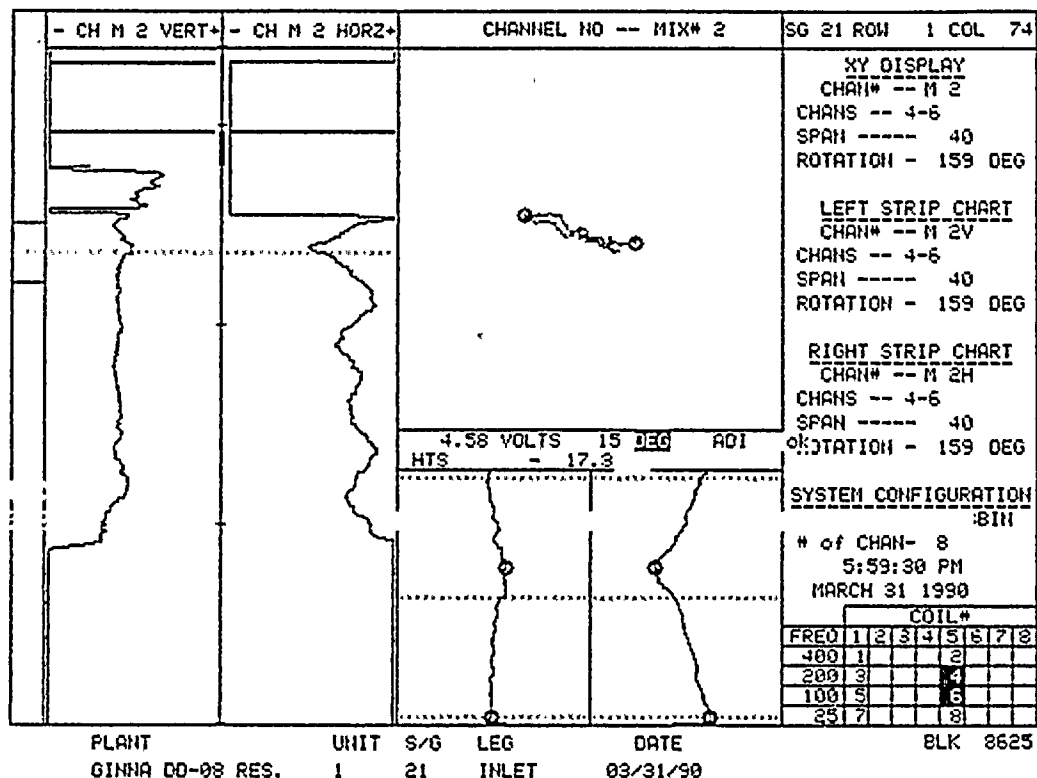 - CH M 2 VERT+ - CH M 2 HORZ+ CHANNEL NO -- MIX# 2 SG 21 ROW 1 COL 74
XY DISPLAY
CHAN# -- M 2
CHANS -- 4-6
SPAN ----- 40
ROTATION - 159 DEG
LEFT STRIP CHART
CHAN# -- M 2V
CHANS -- 4-6
SPAN ----- 40
ROTATION - 159 DEG
RIGHT STRIP CHART
CHAN# -- M 2H
CHANS -- 4-6
SPAN ----- 40
ROTATION - 159 DEG
4.58 VOLTS 15 DEG ADI ok
HTS - 17.3
SYSTEM CONFIGURATION
:BIN
# of CHAN- 8
5:59:30 PM
MARCH 31 1990
COIL#
FREQ 1 2 3 4 5 6 7 8
400 1 2
200 3 4
100 5 6
25 7 8
PLANT UNIT S/G LEG DATE BLK 8625
GINNA DD-08 RES. 1 21 INLET 03/31/90